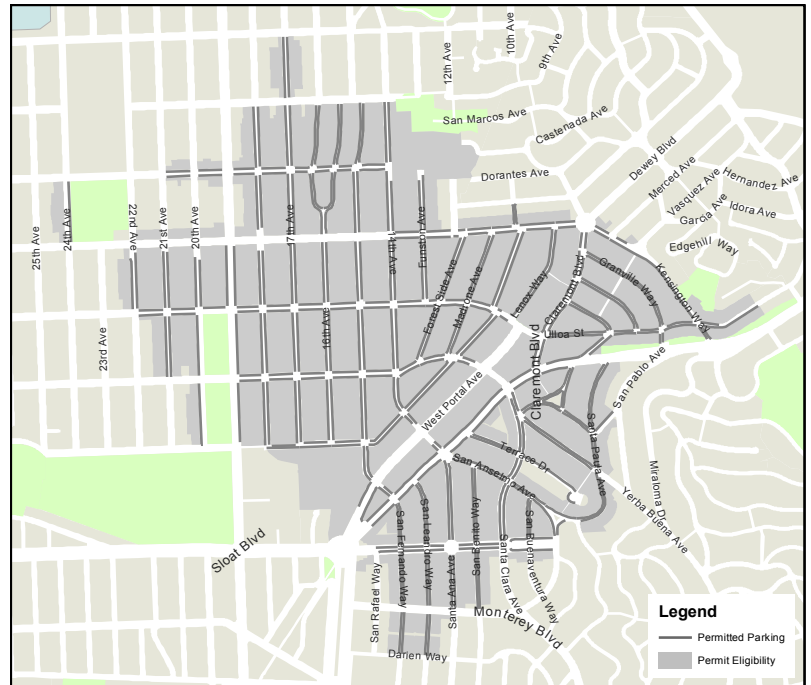 12th Ave
10th Ave
9th Ave
San Marcos Ave
Castenada Ave
Dewey Blvd
Merced Ave
Vasquez Ave
Hernandez Ave
Garcia Ave
Idora Ave
Dorantes Ave
Edgehill Way
Kensington Way
25th Ave
24th Ave
22nd Ave
21st Ave
20th Ave
17th Ave
14th Ave
Funston Ave
Forest Side Ave
Madrone Ave
Lenox Way
Claremont Blvd
Granville Way
23rd Ave
16th Ave
Ulloa St
Claremont Blvd
West Portal Ave
San Pablo Ave
Santa Paula Ave
Terrace Dr
San Anselmo Ave
Miraloma Dr
Yerba Buena Ave
Sloat Blvd
San Rafael Way
San Fernando Way
San Leandro Way
Santa Ana Ave
San Benito Way
Santa Clara Ave
San Buenaventura Way
Monterey Blvd
Darien Way
Legend
Permitted Parking
Permit Eligibility